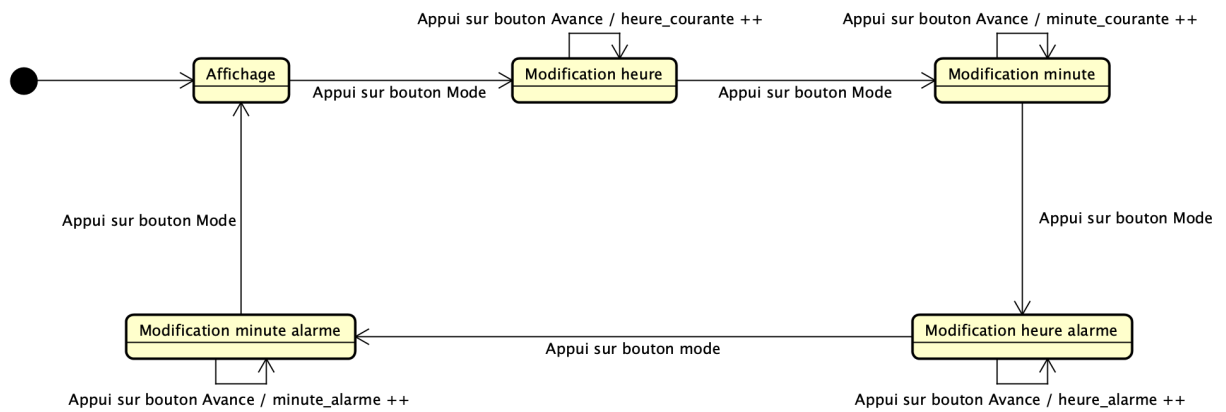 Appui sur bouton Avance / heure_courante ++
Appui sur bouton Avance / minute_courante ++
Affichage
Modification heure
Modification minute
Appui sur bouton Mode
Appui sur bouton Mode
Appui sur bouton Mode
Appui sur bouton Mode
Modification minute alarme
Modification heure alarme
Appui sur bouton mode
Appui sur bouton Avance / minute_alarme ++
Appui sur bouton Avance / heure_alarme ++